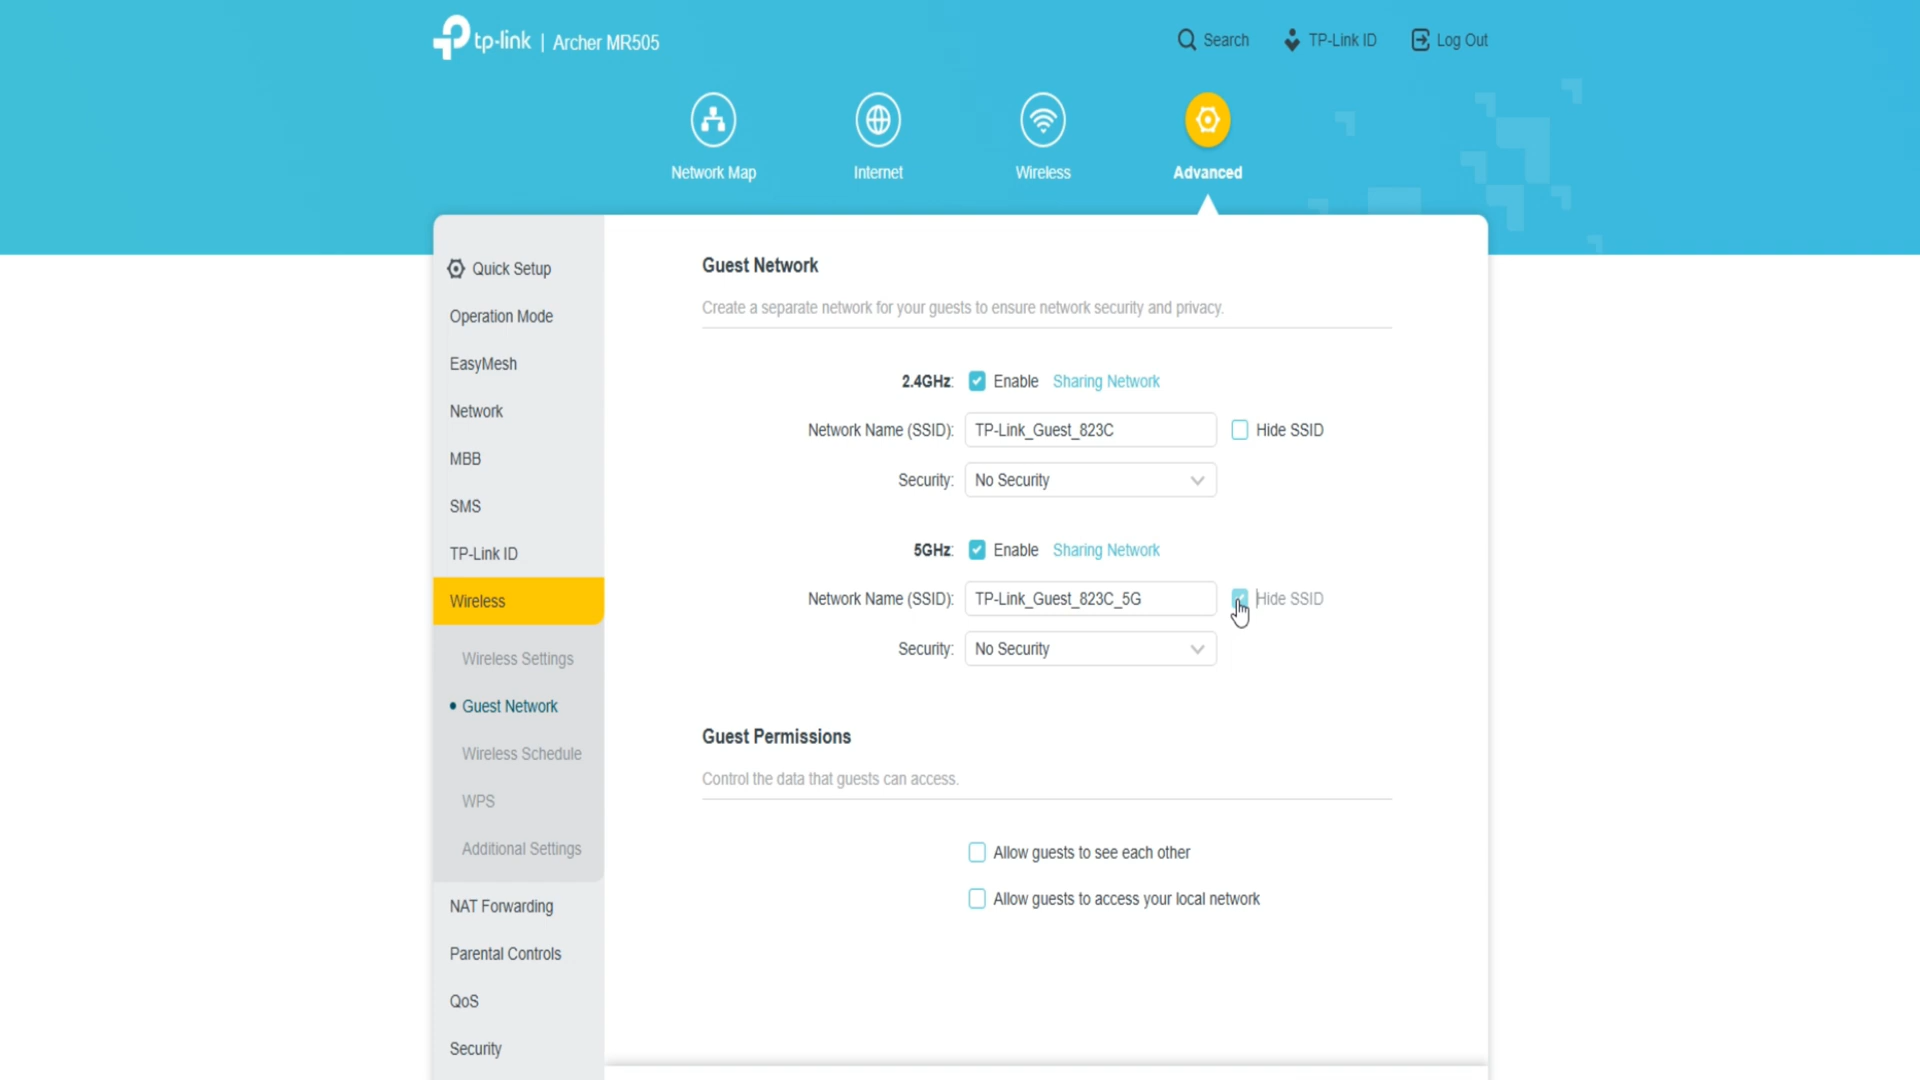 tp-link | Archer MR505
Search
TP-Link ID
Log Out
Network Map
Internet
Wireless
Advanced
Quick Setup
Operation Mode
EasyMesh
Network
MBB
SMS
TP-Link ID
Wireless
Wireless Settings
Guest Network
Wireless Schedule
WPS
Additional Settings
NAT Forwarding
Parental Controls
QoS
Security
Guest Network
Create a separate network for your guests to ensure network security and privacy.
2.4GHz: Enable Sharing Network
Network Name (SSID): TP-Link_Guest_823C Hide SSID
Security: No Security
5GHz: Enable Sharing Network
Network Name (SSID): TP-Link_Guest_823C_5G Hide SSID
Security: No Security
Guest Permissions
Control the data that guests can access.
Allow guests to see each other
Allow guests to access your local network